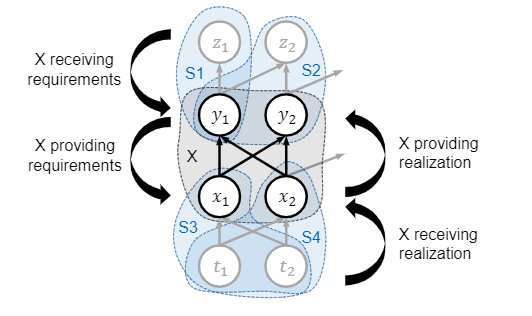 z1 z2
X receiving
requirements
S1 S2
y1 y2
X providing
requirements
X
X providing
realization
x1 x2
S3 S4
X receiving
realization
t1 t2